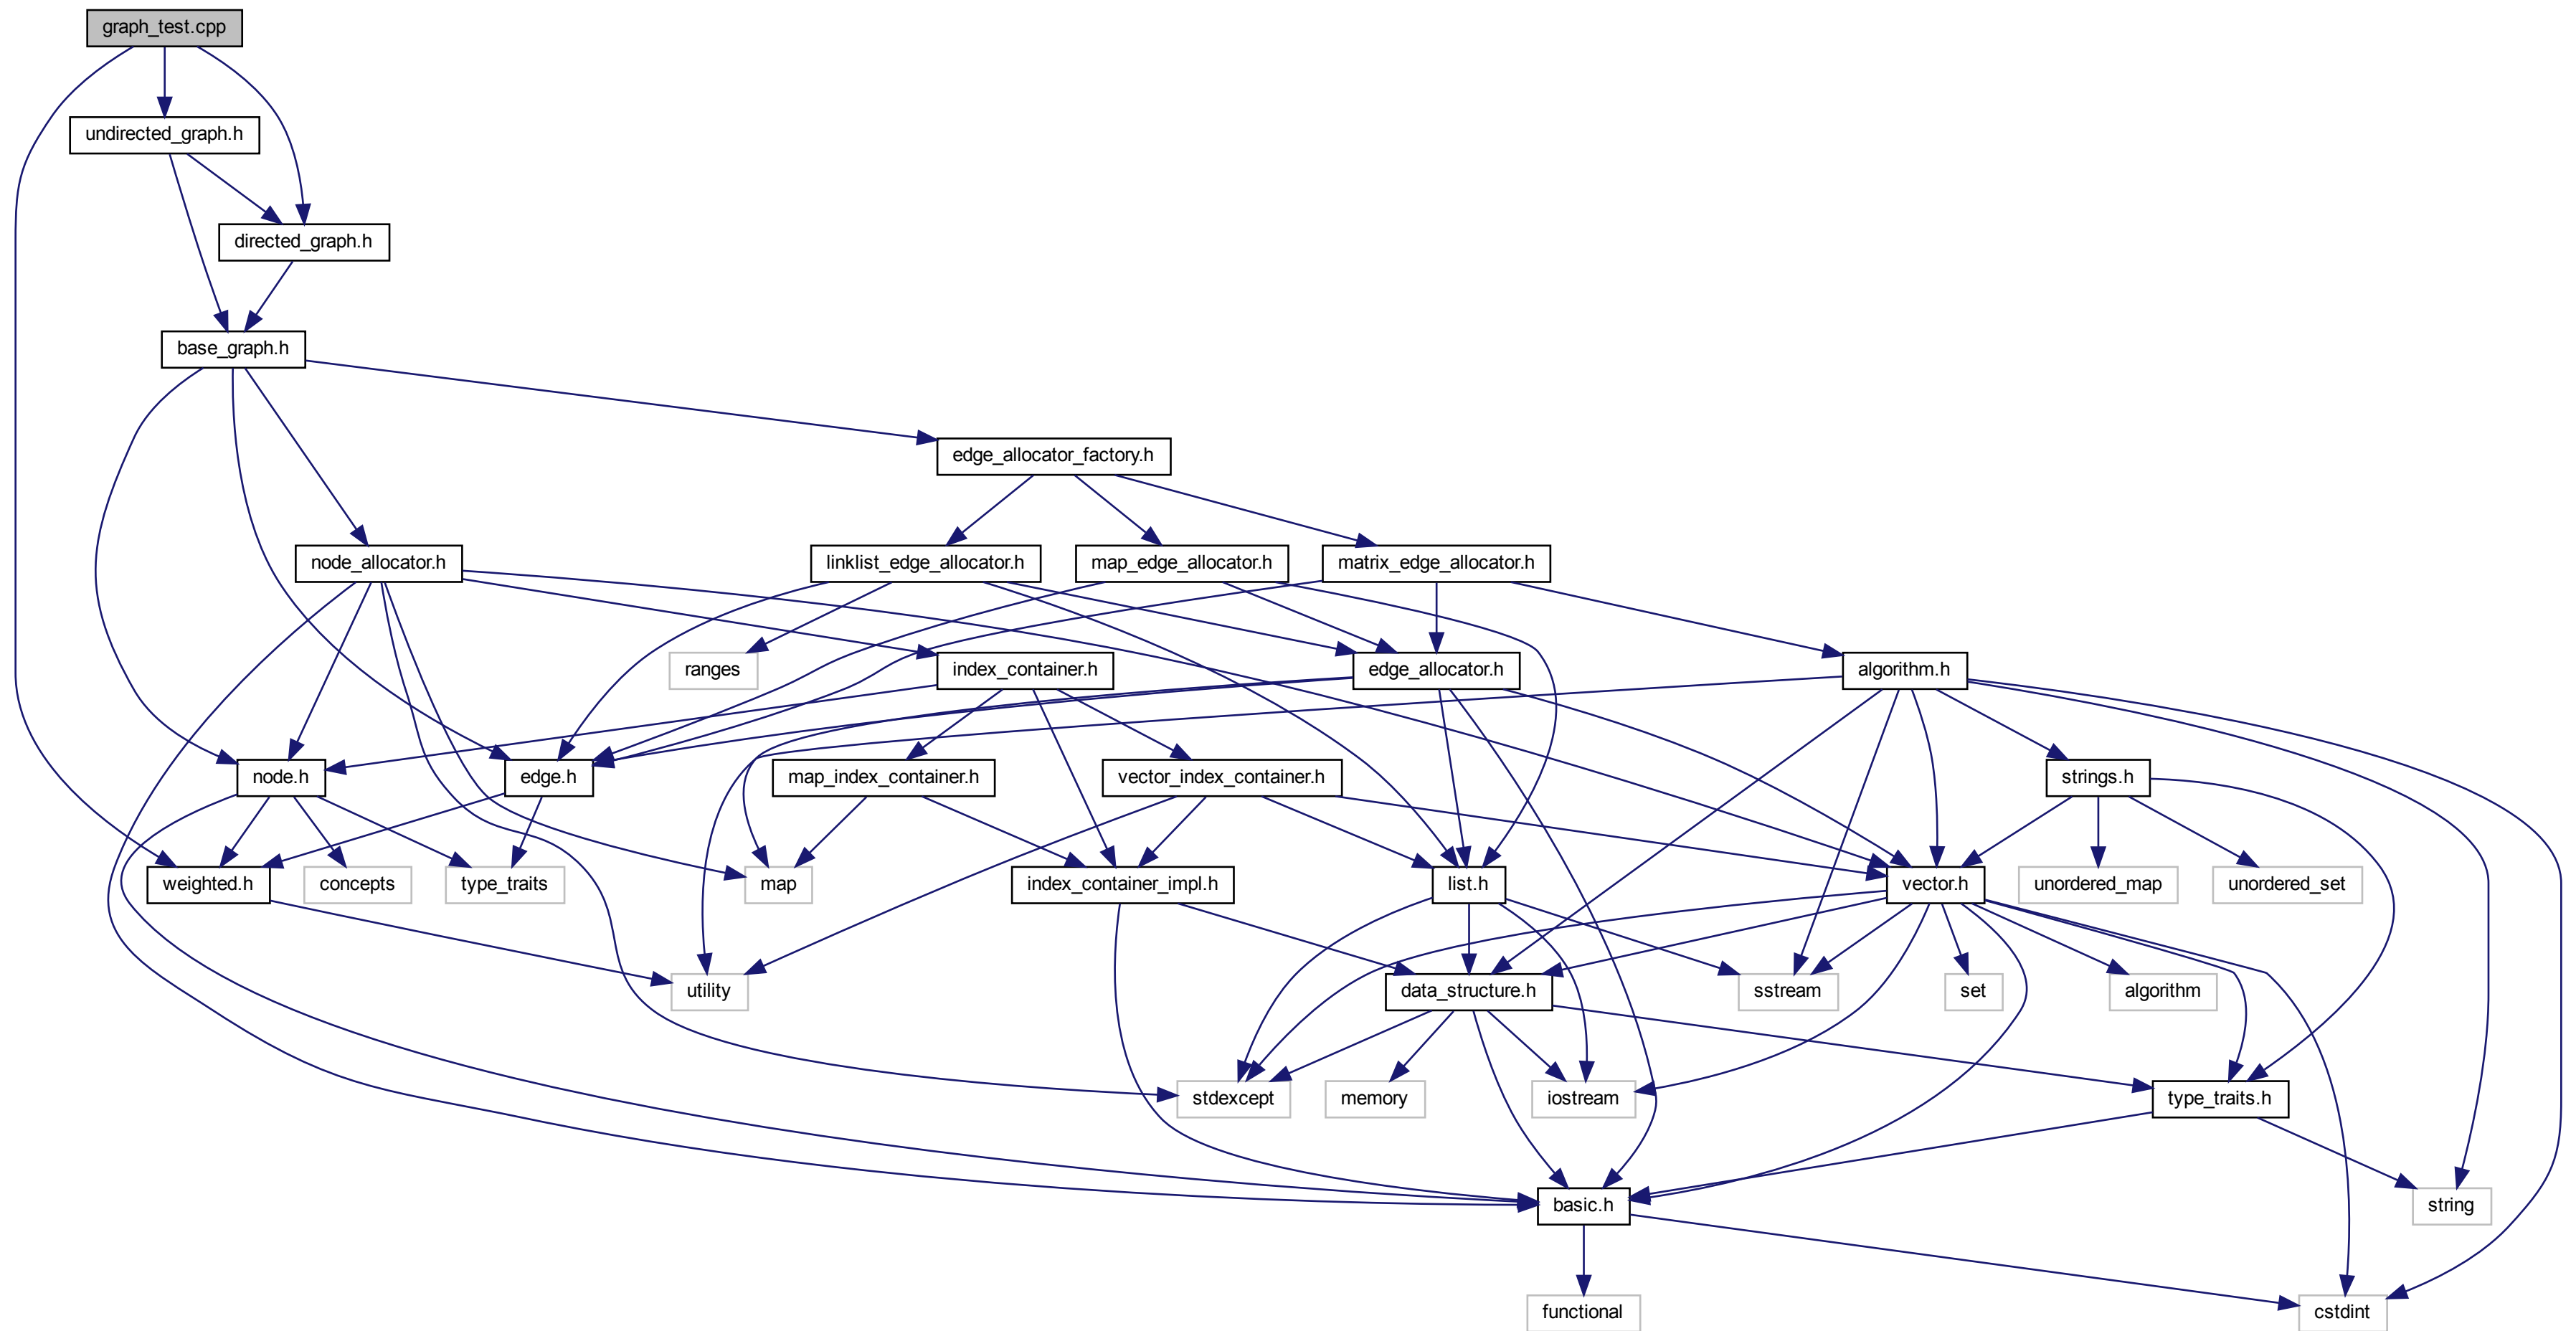 graph_test.cpp
undirected_graph.h
directed_graph.h
base_graph.h
edge_allocator_factory.h
node_allocator.h
linklist_edge_allocator.h
map_edge_allocator.h
matrix_edge_allocator.h
ranges
index_container.h
edge_allocator.h
algorithm.h
node.h
edge.h
map_index_container.h
vector_index_container.h
strings.h
weighted.h
concepts
type_traits
map
index_container_impl.h
list.h
vector.h
unordered_map
unordered_set
utility
data_structure.h
sstream
set
algorithm
stdexcept
memory
iostream
type_traits.h
basic.h
string
functional
cstdint